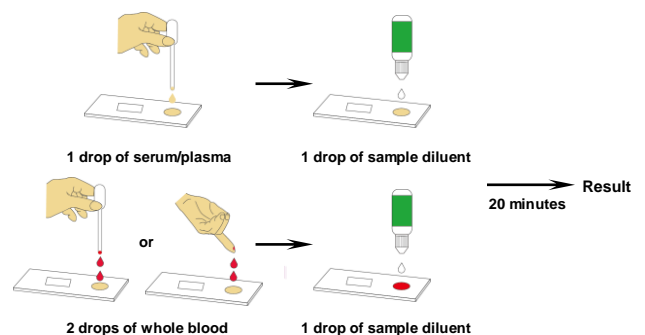 1 drop of serum/plasma
1 drop of sample diluent
Result
20 minutes
or
2 drops of whole blood
1 drop of sample diluent